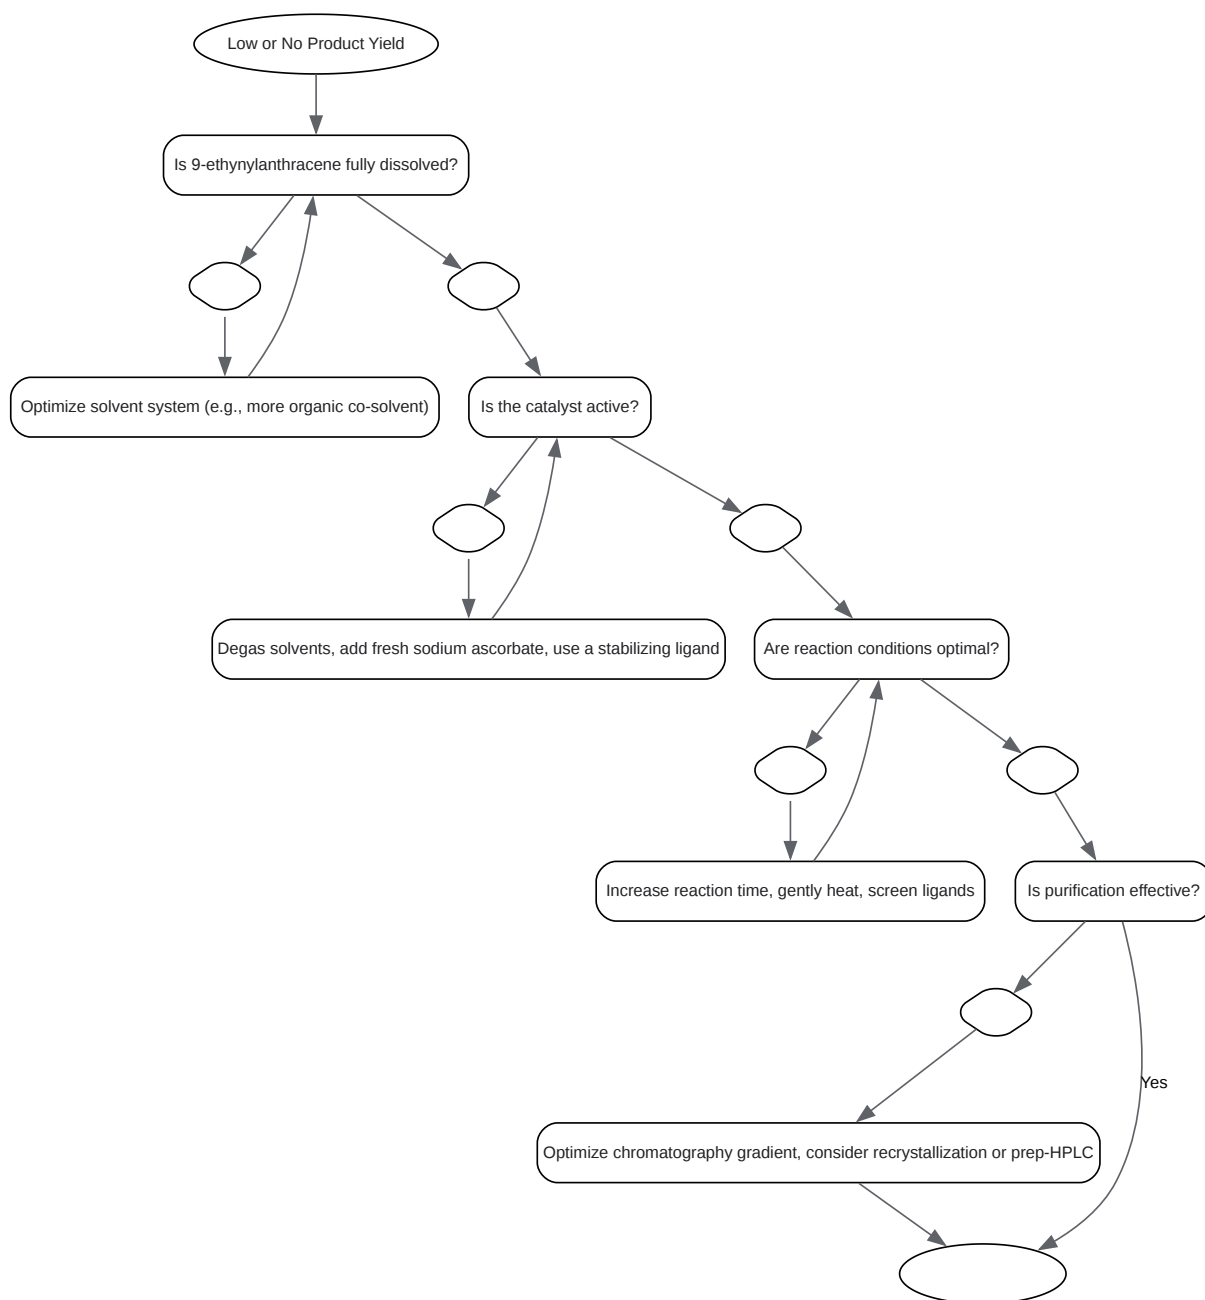 Low or No Product Yield
Is 9-ethynylanthracene fully dissolved?
Optimize solvent system (e.g., more organic co-solvent)
Is the catalyst active?
Degas solvents, add fresh sodium ascorbate, use a stabilizing ligand
Are reaction conditions optimal?
Increase reaction time, gently heat, screen ligands
Is purification effective?
Yes
Optimize chromatography gradient, consider recrystallization or prep-HPLC